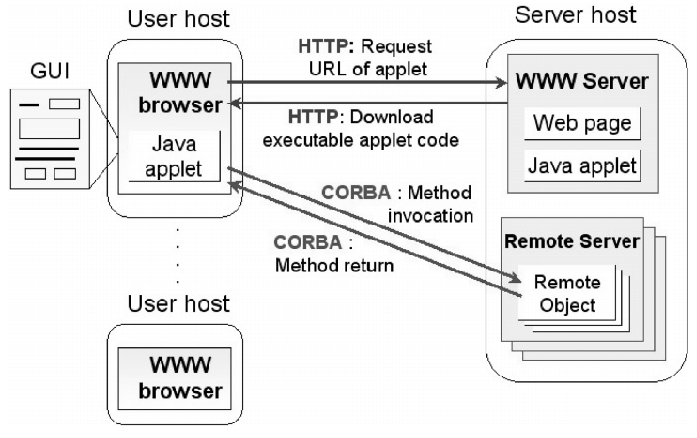 User host
Server host
GUI
WWW
browser
Java
applet
HTTP: Request
URL of applet
HTTP: Download
executable applet code
WWW Server
Web page
Java applet
CORBA : Method
invocation
CORBA :
Method return
Remote Server
Remote
Object
User host
WWW
browser